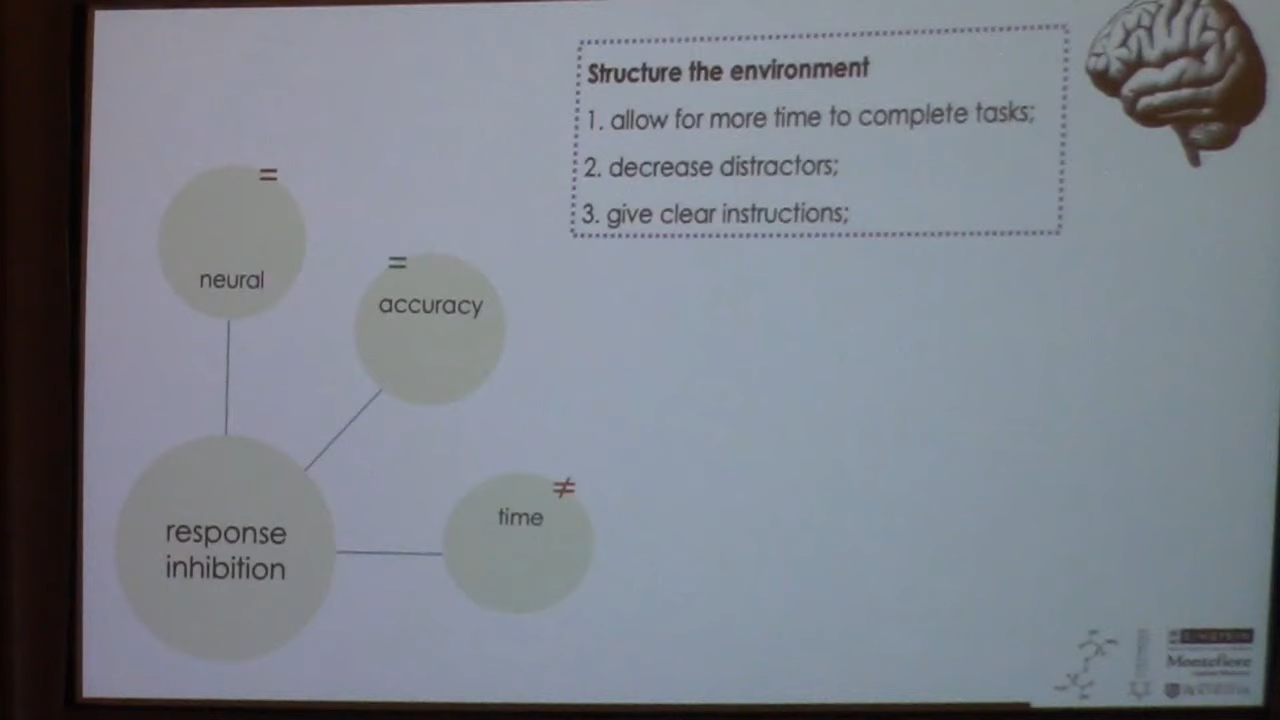 Structure the environment
1. allow for more time to complete tasks;
2. decrease distractors;
3. give clear instructions;
=
neural
=
accuracy
≠
time
response
inhibition
EINSTEIN
Montefiore